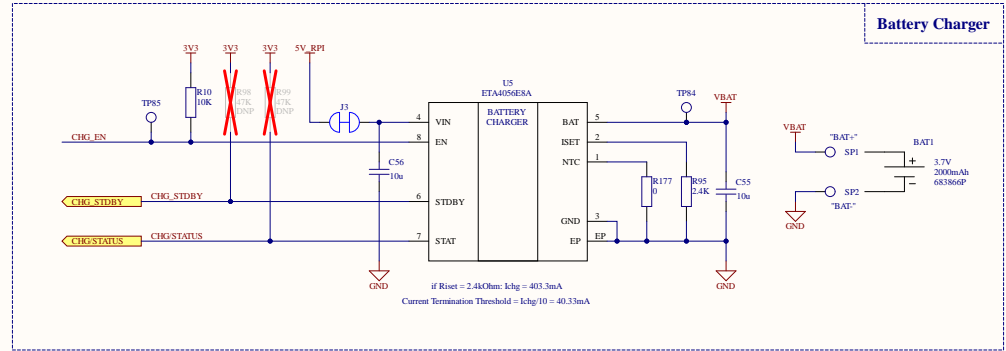 Battery Charger
3V3
3V3
3V3
5V_RPI
R10
10K
R98
47K
DNP
R99
47K
DNP
TP85
J3
U5
ETA4056E8A
BATTERY
CHARGER
TP84
VBAT
CHG_EN
4
VIN
8
EN
6
STDBY
7
STAT
BAT
5
ISET
2
NTC
1
GND
3
EP
EP
C56
10u
R177
0
R95
2.4K
C55
10u
CHG_STDBY
CHG_STDBY
CHG/STATUS
CHG/STATUS
GND
GND
VBAT
"BAT+"
SP1
SP2
"BAT-"
GND
BAT1
3.7V
2000mAh
683866P
if Riset = 2.4kOhm: Ichg = 403.3mA
Current Termination Threshold = Ichg/10 = 40.33mA